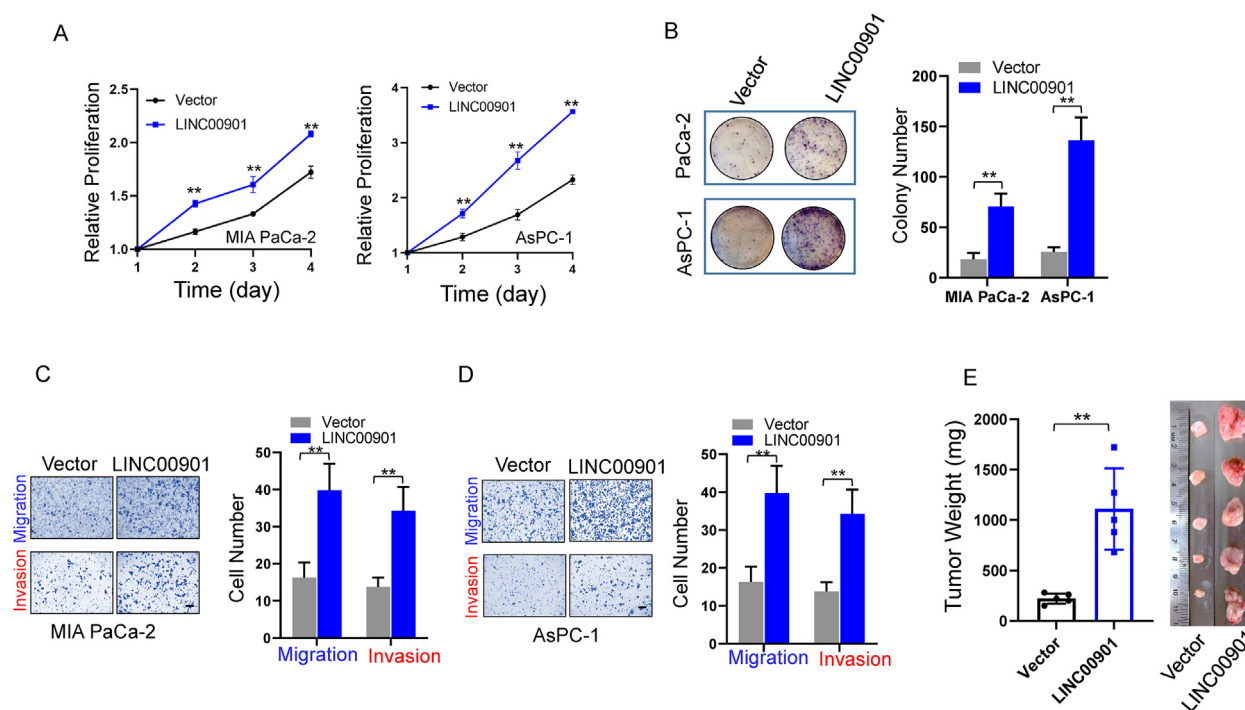 A
Relative Proliferation
2.5
2.0
1.5
1.0
Vector
LINC00901
**
**
**
MIA PaCa-2
1
2
3
4
Time (day)
Relative Proliferation
4
3
2
1
Vector
LINC00901
**
**
**
AsPC-1
1
2
3
4
Time (day)
B
Vector
LINC00901
PaCa-2
AsPC-1
Vector
LINC00901
Colony Number
200
150
100
50
0
**
**
MIA PaCa-2
AsPC-1
C
Vector
LINC00901
Migration
Invasion
MIA PaCa-2
Vector
LINC00901
Cell Number
50
40
30
20
10
0
**
**
Migration
Invasion
D
Vector
LINC00901
Migration
Invasion
AsPC-1
Vector
LINC00901
Cell Number
50
40
30
20
10
0
**
**
Migration
Invasion
E
Tumor Weight (mg)
2000
1500
1000
500
0
**
Vector
LINC00901
Vector
LINC00901